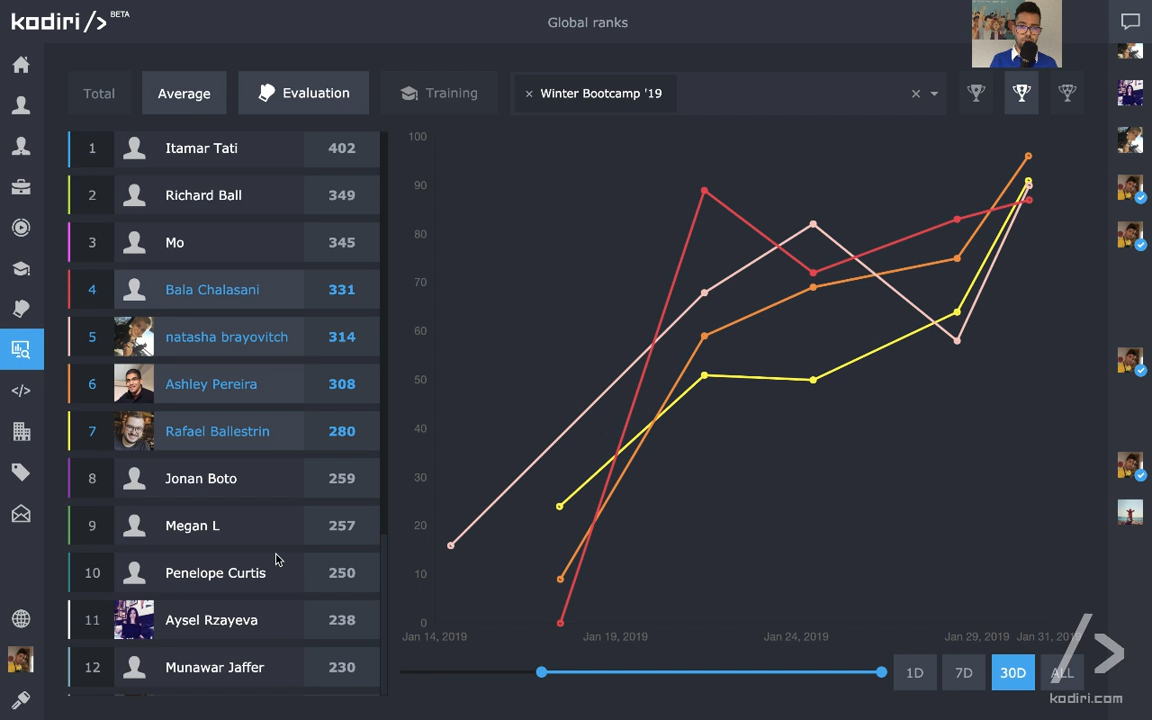 kodiri/> BETA
Global ranks
Total
Average
Evaluation
Training
× Winter Bootcamp '19
×
1 Itamar Tati 402
2 Richard Ball 349
3 Mo 345
4 Bala Chalasani 331
5 natasha brayovitch 314
6 Ashley Pereira 308
7 Rafael Ballestrin 280
8 Jonan Boto 259
9 Megan L 257
10 Penelope Curtis 250
11 Aysel Rzayeva 238
12 Munawar Jaffer 230
100
90
80
70
60
50
40
30
20
10
0
Jan 14, 2019 Jan 19, 2019 Jan 24, 2019 Jan 29, 2019 Jan 31, 2019
1D 7D 30D ALL
</>
/>
kodiri.com